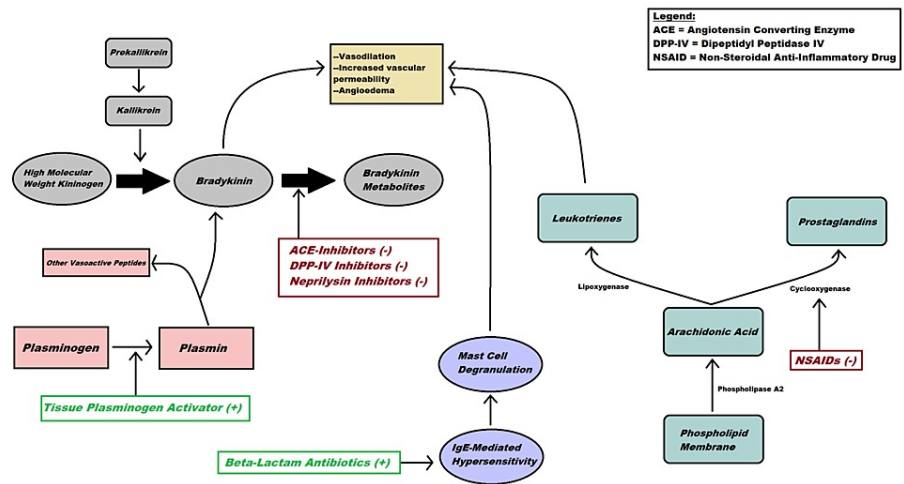 Legend:
ACE = Angiotensin Converting Enzyme
DPP-IV = Dipeptidyl Peptidase IV
NSAID = Non-Steroidal Anti-Inflammatory Drug
Prekallikrein
Kallikrein
--Vasodilation
--Increased vascular
permeability
--Angioedema
High Molecular
Weight Kininogen
Bradykinin
Bradykinin
Metabolites
Leukotrienes
Prostaglandins
ACE-Inhibitors (-)
DPP-IV Inhibitors (-)
Neprilysin Inhibitors (-)
Other Vasoactive Peptides
Lipoxygenase
Cyclooxygenase
Plasminogen
Plasmin
Arachidonic Acid
NSAIDs (-)
Mast Cell
Degranulation
Phospholipase A2
Tissue Plasminogen Activator (+)
Phospholipid
Membrane
Beta-Lactam Antibiotics (+)
IgE-Mediated
Hypersensitivity